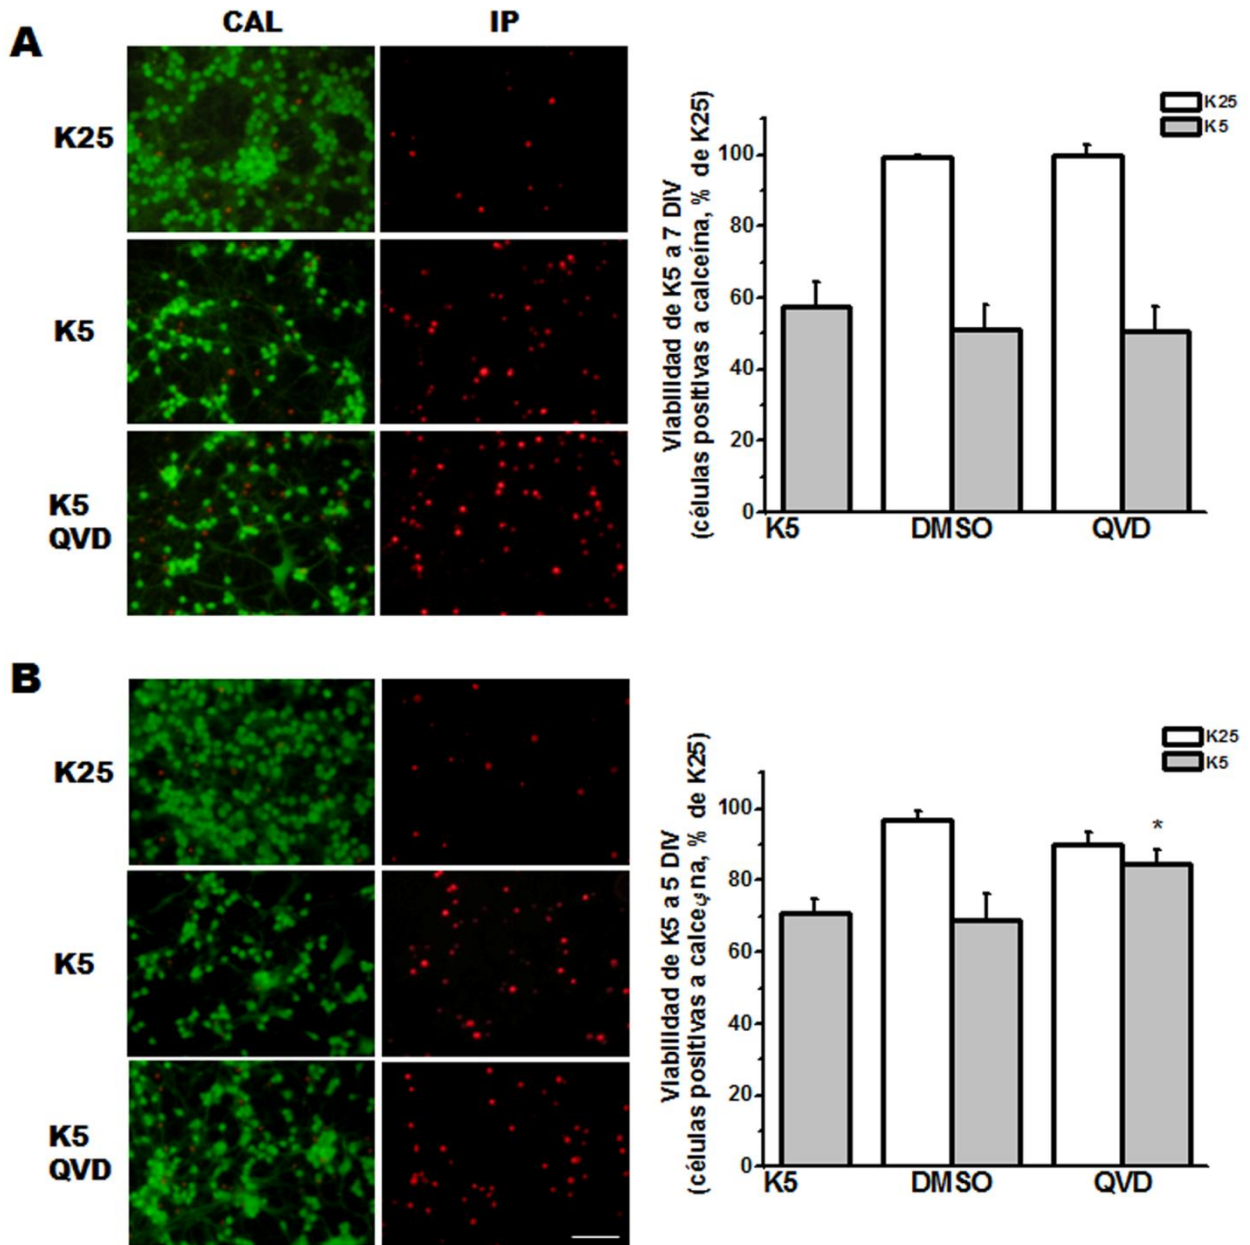 A
CAL
IP
K25
K5
K5
QVD
K25
K5
Viabilidad de K5 a 7 DIV
(células positivas a calceína, % de K25)
100
80
60
40
20
0
K5
DMSO
QVD
B
K25
K5
K5
QVD
K25
K5
Viabilidad de K5 a 5 DIV
(células positivas a calceçna, % de K25)
100
80
60
40
20
0
*
K5
DMSO
QVD